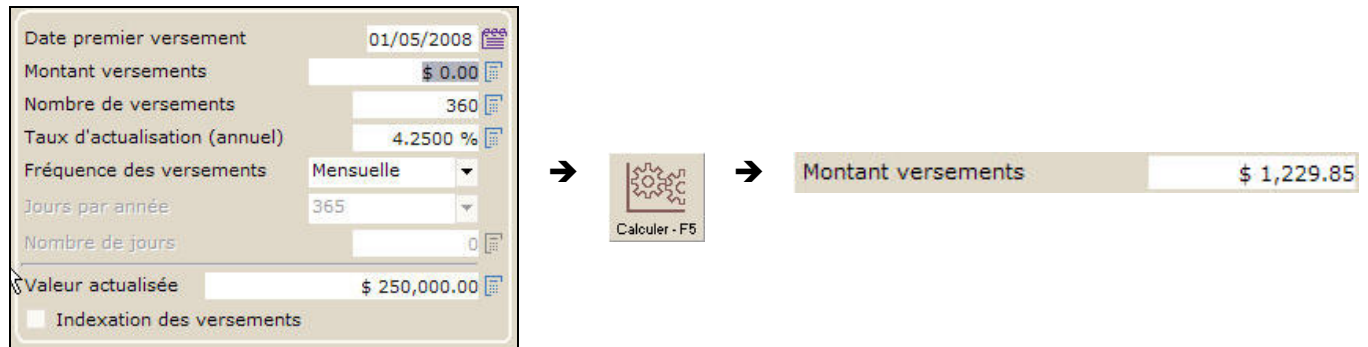 Date premier versement 01/05/2008
Montant versements $ 0.00
Nombre de versements 360
Taux d'actualisation (annuel) 4.2500 %
Fréquence des versements Mensuelle
Jours par année 365
Nombre de jours 0
Valeur actualisée $ 250,000.00
Indexation des versements
Calculer - F5
Montant versements $ 1,229.85